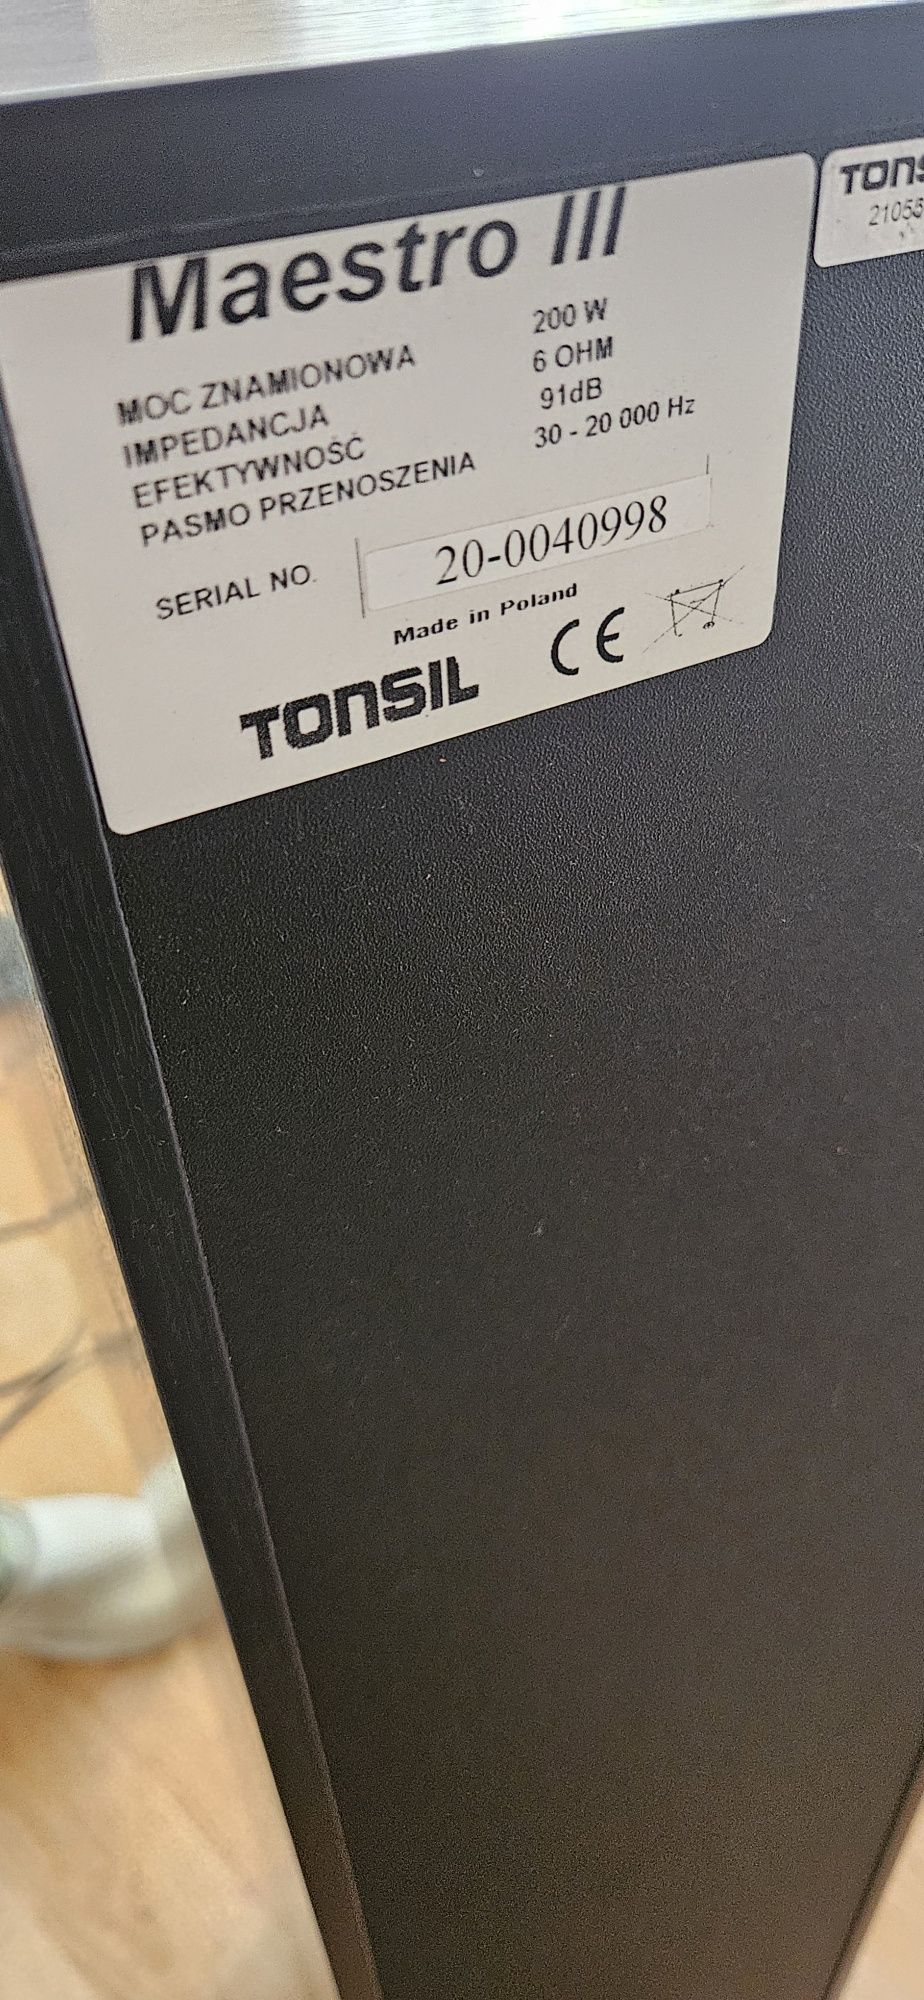 Maestro III
MOC ZNAMIONOWA 200 W
IMPEDANCJA 6 OHM
EFEKTYWNOŚĆ 91dB
PASMO PRZENOSZENIA 30 - 20 000 Hz
SERIAL NO. 20-0040998
Made in Poland
TONSIL CE